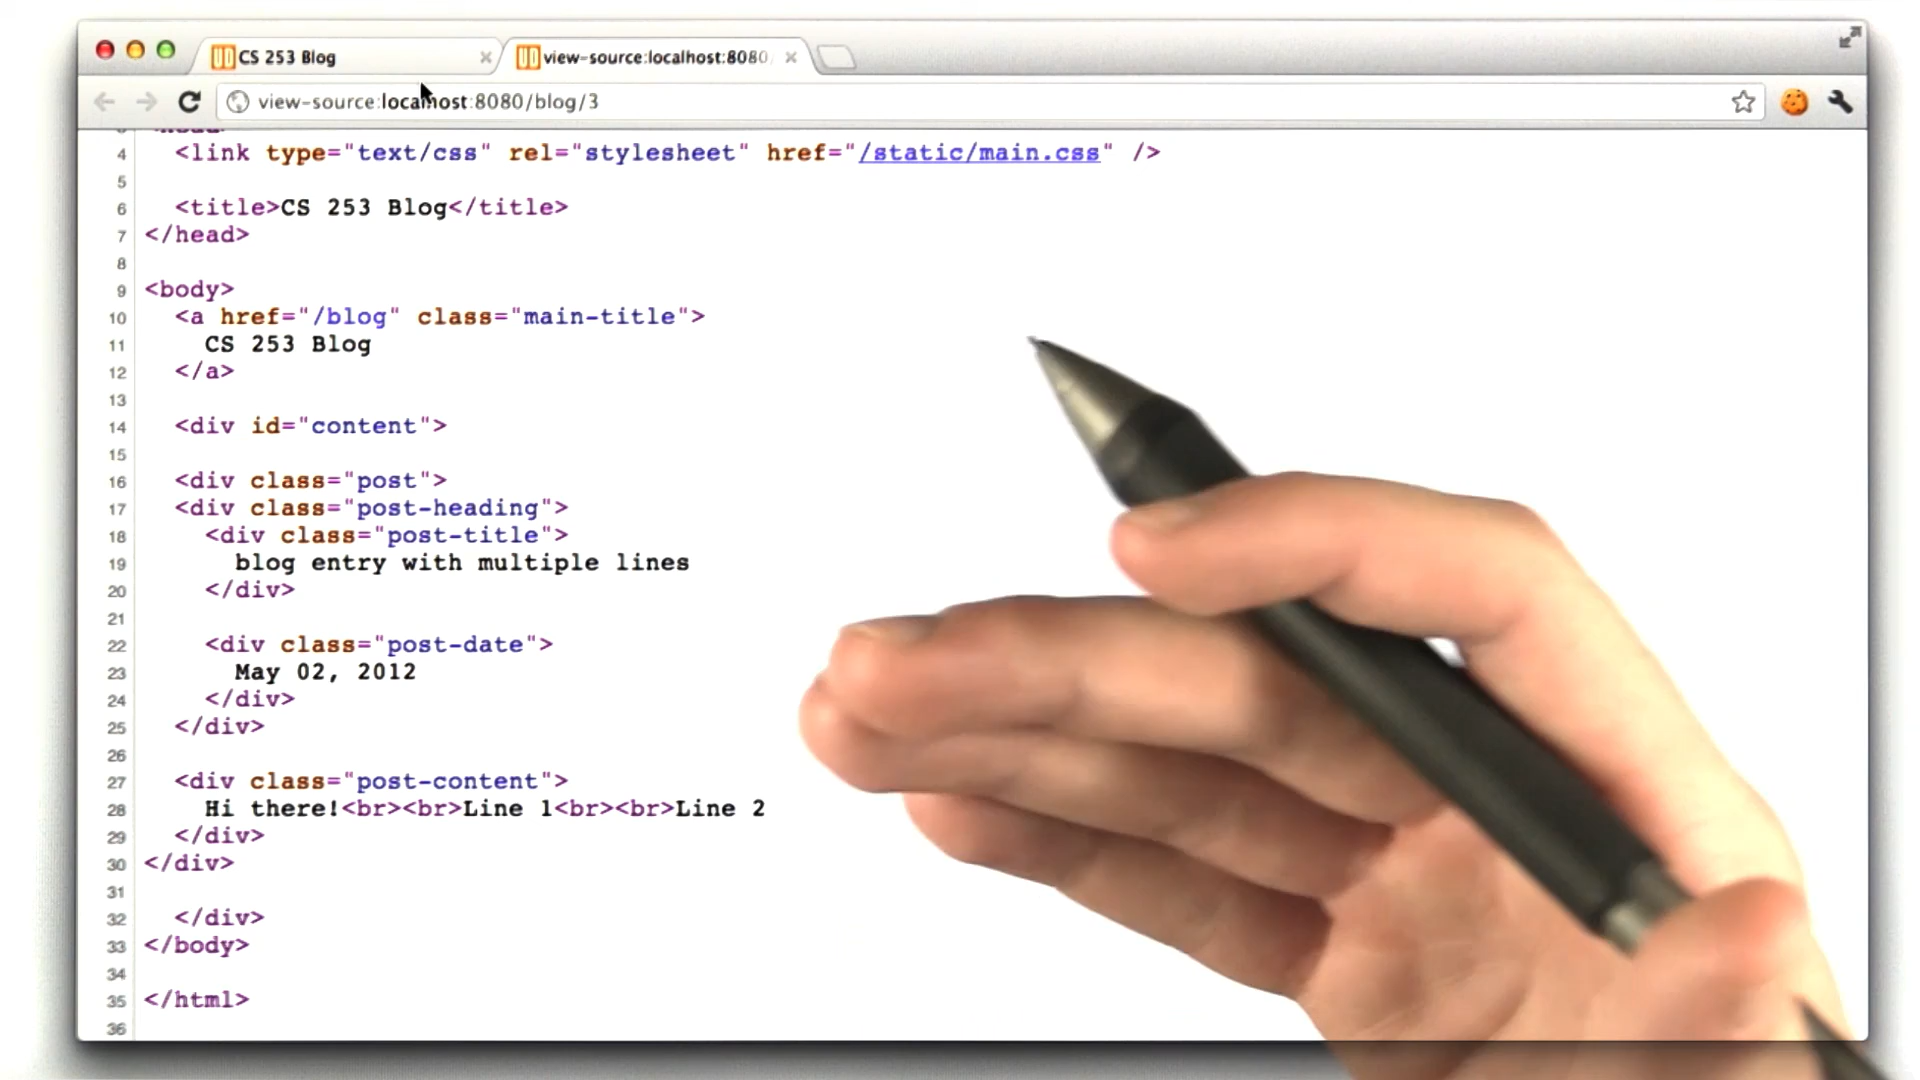 CS 253 Blog
view-source:localhost:8080
view-source:localhost:8080/blog/3
4 <link type="text/css" rel="stylesheet" href="/static/main.css" />
5
6 <title>CS 253 Blog</title>
7 </head>
8
9 <body>
10 <a href="/blog" class="main-title">
11 CS 253 Blog
12 </a>
13
14 <div id="content">
15
16 <div class="post">
17 <div class="post-heading">
18 <div class="post-title">
19 blog entry with multiple lines
20 </div>
21
22 <div class="post-date">
23 May 02, 2012
24 </div>
25 </div>
26
27 <div class="post-content">
28 Hi there!<br><br>Line 1<br><br>Line 2
29 </div>
30 </div>
31
32 </div>
33 </body>
34
35 </html>
36